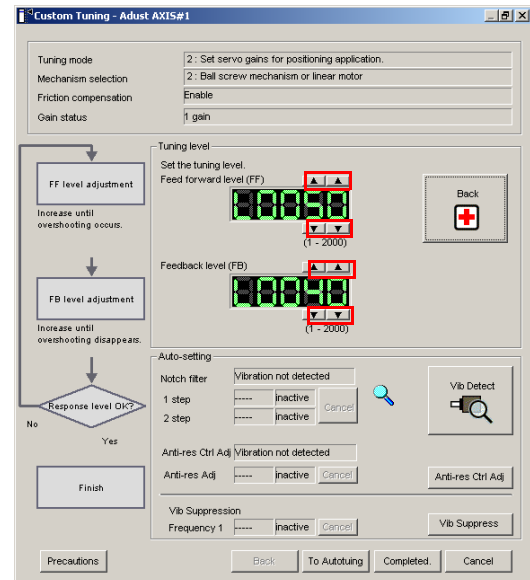 Custom Tuning - Adust AXIS#1
Tuning mode 2 : Set servo gains for positioning application.
Mechanism selection 2 : Ball screw mechanism or linear motor
Friction compensation Enable
Gain status 1 gain
FF level adjustment
Increase until
overshooting occurs.
FB level adjustment
Increase until
overshooting disappears.
Response level OK?
No
Yes
Finish
Tuning level
Set the tuning level.
Feed forward level (FF)
L0050
(1 - 2000)
Feedback level (FB)
L0040
(1 - 2000)
Back
Auto-setting
Notch filter Vibration not detected
1 step ----- inactive Cancel
2 step ----- inactive
Vib Detect
Anti-res Ctrl Adj Vibration not detected
Anti-res Adj ----- inactive Cancel Anti-res Ctrl Adj
Vib Suppression
Frequency 1 ----- inactive Cancel Vib Suppress
Precautions Back To Autotuing Completed. Cancel